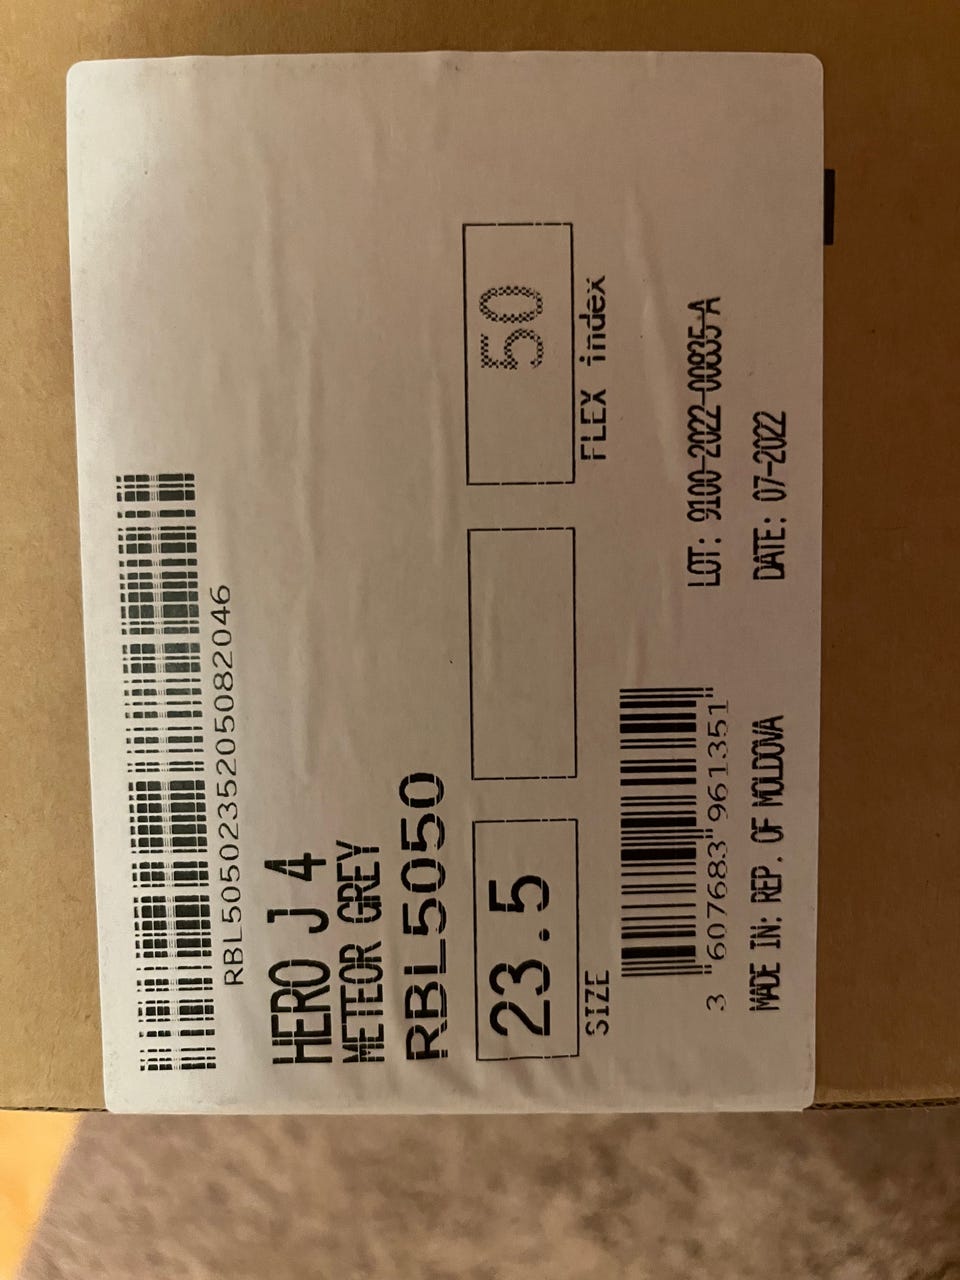 RBL5050235205082046
HERO J 4
METEOR GREY
RBL5050
23.5
50
SIZE
FLEX index
3 607683 961351
LOT: 9100-2022-00835-A
MADE IN: REP. OF MOLDOVA
DATE: 07-2022